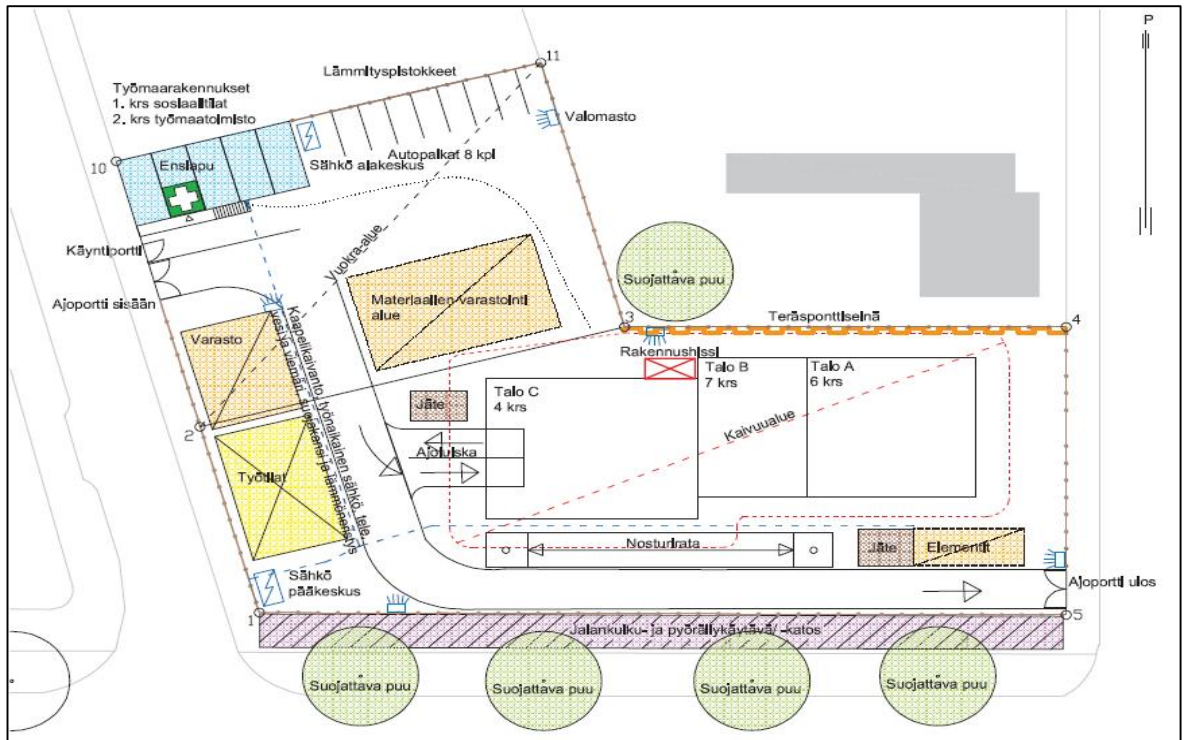 P
11
Lämmityspistokkeet
Työmaarakennukset
1. krs sosiaalitilat
2. krs työmaatoimisto
Valomasto
10
Ensiapu
Sähkö alakeskus
Autopaikat 8 kpl
Käyntiportti
Vuokra-alue
Suojattava puu
Ajoportti sisään
Materiaalien varastointi
alue
3
Teräsponttiseinä
4
Varasto
Kaapelikaivanto, työnaikainen sähkö, tele,
vesi ja viemäri, suojakansi ja lämmöneristys
Rakennushissi
Talo B
7 krs
Talo A
6 krs
Talo C
4 krs
Jäte
2
Kaivuualue
Ajoluiska
Työtilat
Nosturirata
Jäte
Elementit
Sähkö
pääkeskus
Ajoportti ulos
1
5
Jalankulku- ja pyöräilykäytävä/ -katos
Suojattava puu
Suojattava puu
Suojattava puu
Suojattava puu